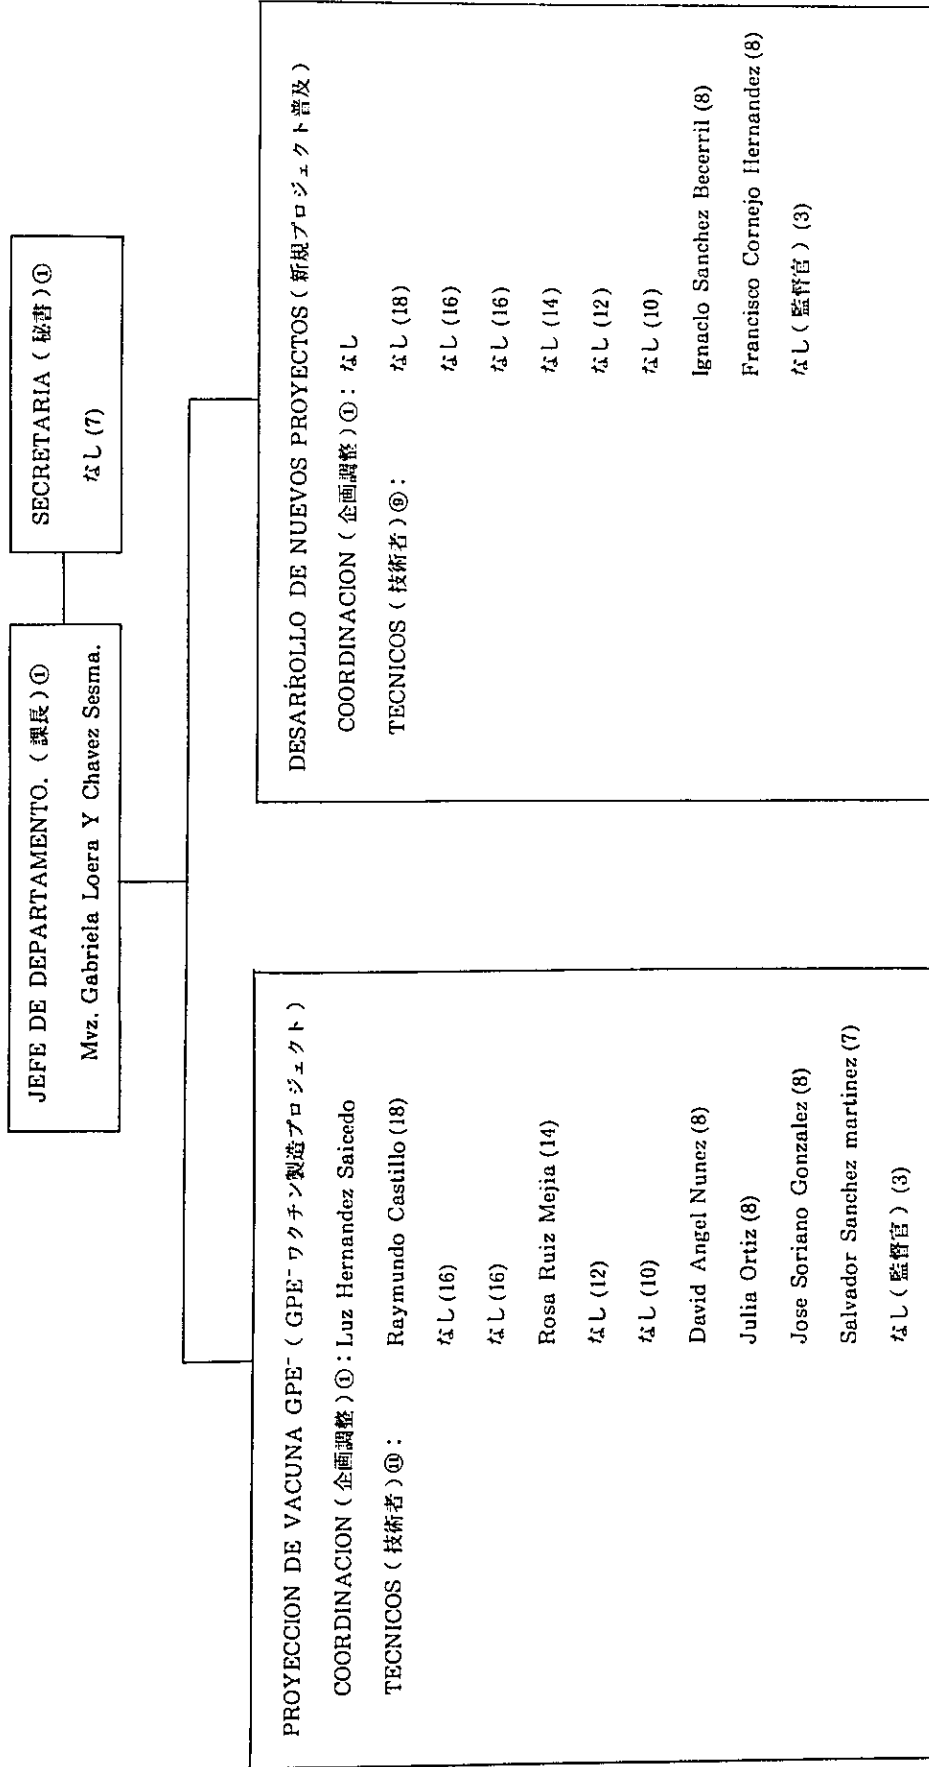 JEFE DE DEPARTAMENTO. (課長)①
Mvz. Gabriela Loera Y Chavez Sesma.
SECRETARIA (秘書)①
なし (7)
PROYECCION DE VACUNA GPE⁻ (GPE⁻ワクチン製造プロジェクト)
COORDINACION (企画調整)①: Luz Hernandez Saicedo
TECNICOS (技術者)⑪: Raymundo Castillo (18)
なし (16)
なし (16)
Rosa Ruiz Mejia (14)
なし (12)
なし (10)
David Angel Nunez (8)
Julia Ortiz (8)
Jose Soriano Gonzalez (8)
Salvador Sanchez martinez (7)
なし (監督官) (3)
DESARROLLO DE NUEVOS PROYECTOS (新規プロジェクト普及)
COORDINACION (企画調整)①: なし
TECNICOS (技術者)⑨: なし (18)
なし (16)
なし (16)
なし (14)
なし (12)
なし (10)
Ignaclo Sanchez Becerril (8)
Francisco Cornejo Hernandez (8)
なし (監督官) (3)